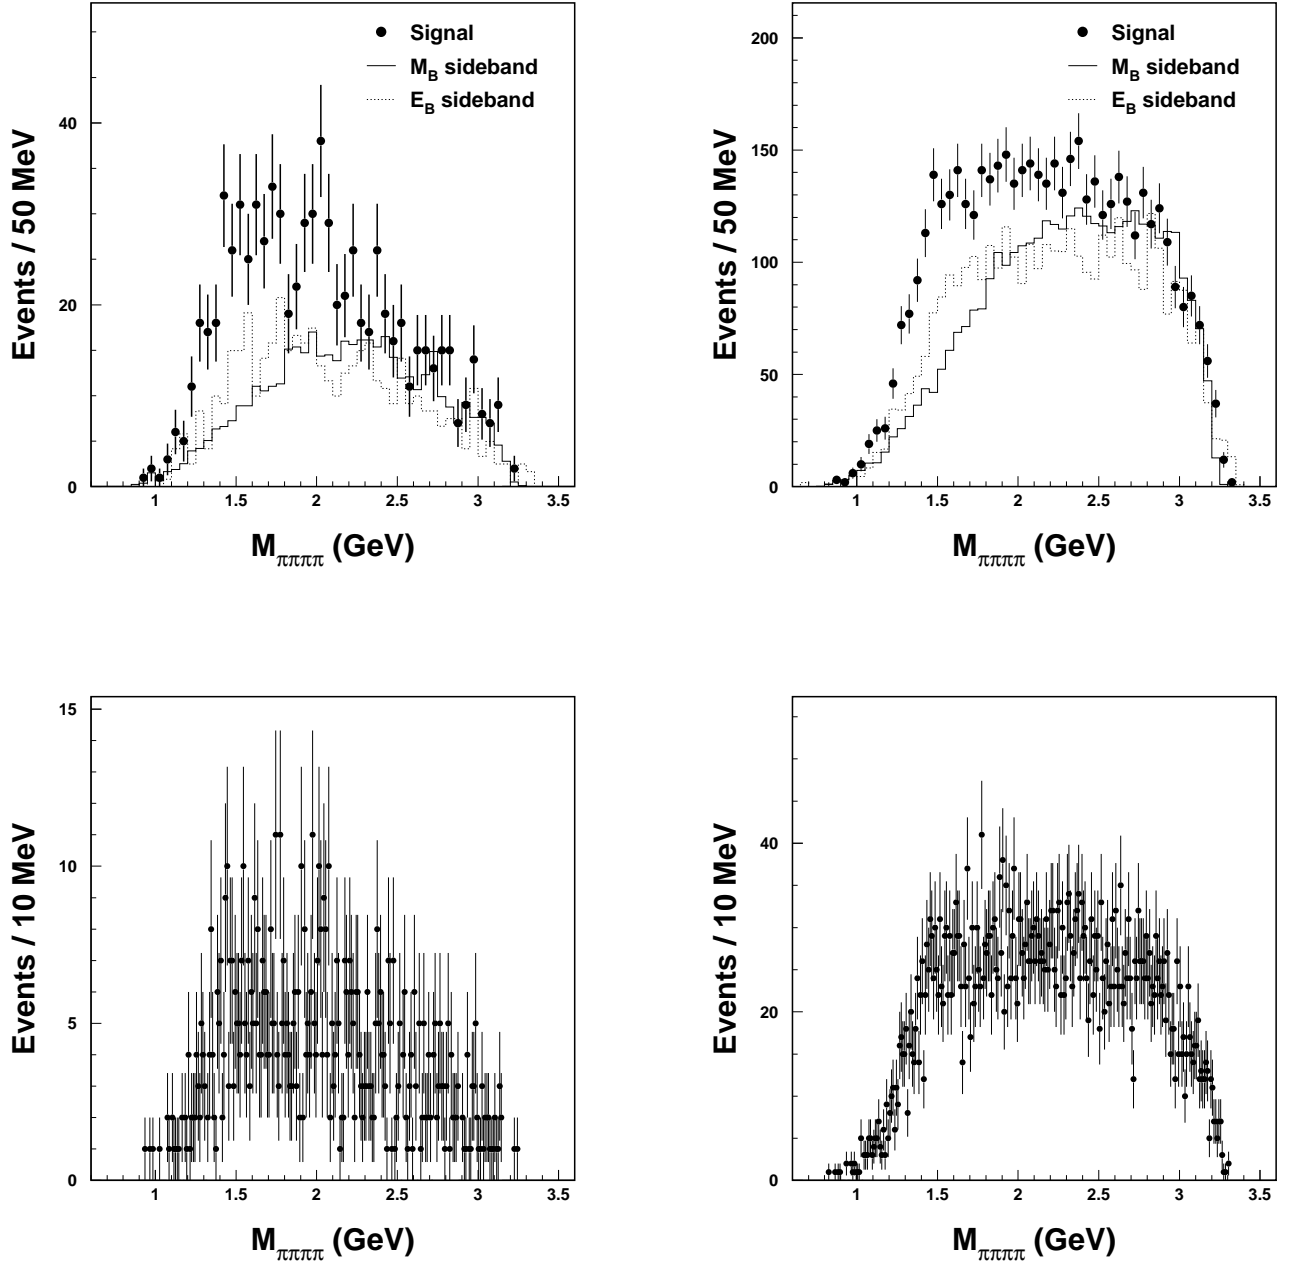 Signal
M_B sideband
E_B sideband
Events / 50 MeV
40
20
0
1 1.5 2 2.5 3 3.5
M_ππππ (GeV)
Signal
M_B sideband
E_B sideband
Events / 50 MeV
200
150
100
50
0
1 1.5 2 2.5 3 3.5
M_ππππ (GeV)
Events / 10 MeV
15
10
5
0
1 1.5 2 2.5 3 3.5
M_ππππ (GeV)
Events / 10 MeV
40
20
0
1 1.5 2 2.5 3 3.5
M_ππππ (GeV)